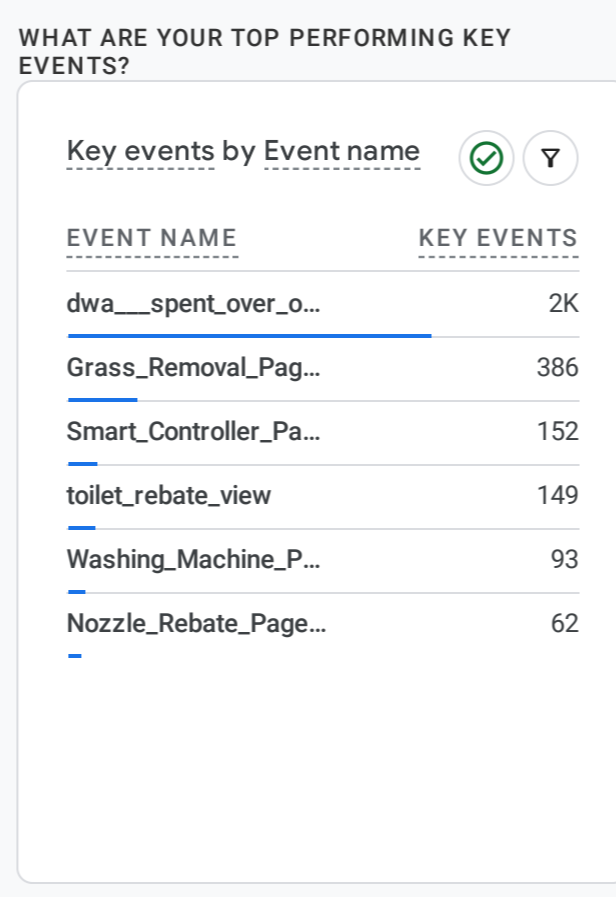 WHAT ARE YOUR TOP PERFORMING KEY
EVENTS?
Key events by Event name
EVENT NAME KEY EVENTS
dwa___spent_over_o... 2K
Grass_Removal_Pag... 386
Smart_Controller_Pa... 152
toilet_rebate_view 149
Washing_Machine_P... 93
Nozzle_Rebate_Page... 62